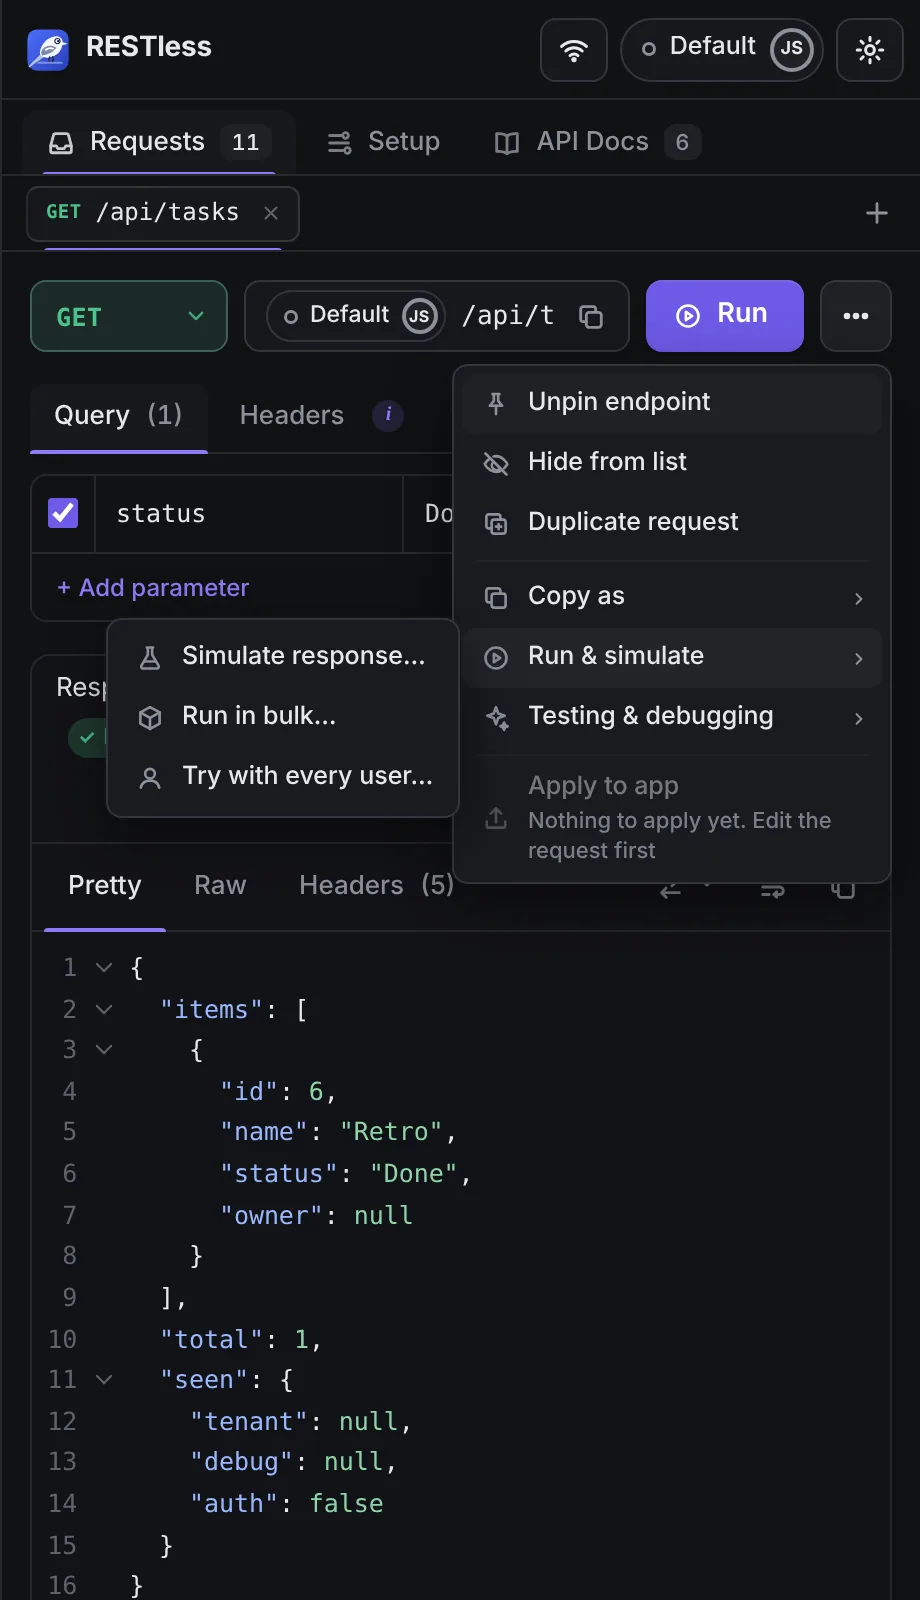 RESTless
Default JS
Requests 11
Setup
API Docs 6
GET /api/tasks
GET
Default JS /api/t
Run
Query (1)
Headers i
Unpin endpoint
Hide from list
Duplicate request
Copy as
Run & simulate
Testing & debugging
Apply to app
Nothing to apply yet. Edit the
request first
status
Do
+ Add parameter
Simulate response...
Run in bulk...
Try with every user...
Resp
Pretty
Raw
Headers (5)
1 {
2 "items": [
3 {
4 "id": 6,
5 "name": "Retro",
6 "status": "Done",
7 "owner": null
8 }
9 ],
10 "total": 1,
11 "seen": {
12 "tenant": null,
13 "debug": null,
14 "auth": false
15 }
16 }